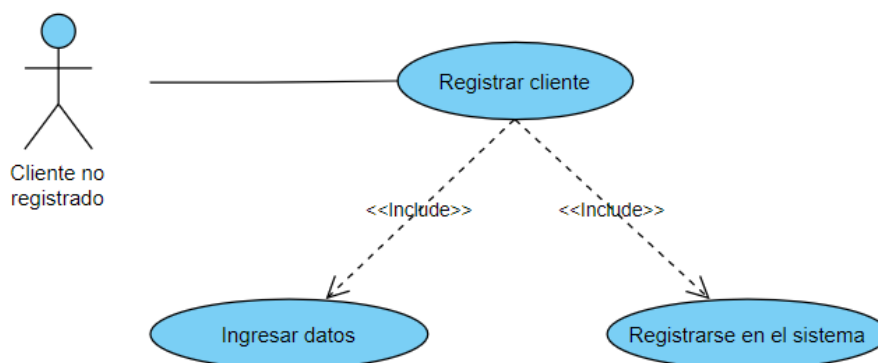 Registrar cliente
Cliente no
registrado
<<Include>>
<<Include>>
Ingresar datos
Registrarse en el sistema